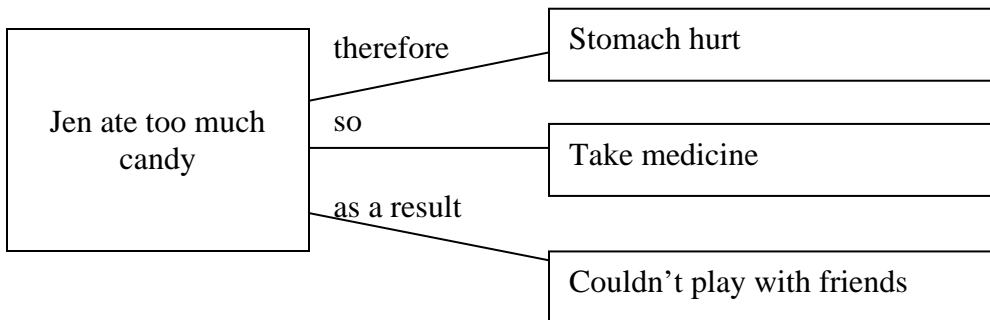 therefore
Stomach hurt
Jen ate too much
candy
so
Take medicine
as a result
Couldn’t play with friends